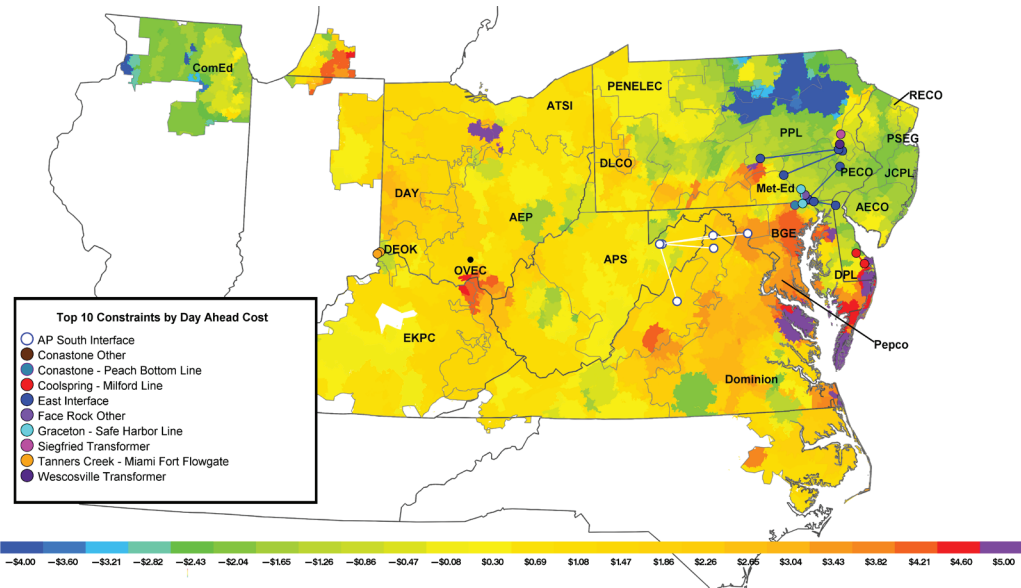 ComEd
ATSI
PENELEC
RECO
PPL
PSEG
DLCO
PECO
JCPL
Met-Ed
DAY
AEP
AECO
BGE
DEOK
APS
OVEC
DPL
Top 10 Constraints by Day Ahead Cost
AP South Interface
Conastone Other
Conastone - Peach Bottom Line
Coolspring - Milford Line
East Interface
Face Rock Other
Graceton - Safe Harbor Line
Siegfried Transformer
Tanners Creek - Miami Fort Flowgate
Wescosville Transformer
EKPC
Pepco
Dominion
–$4.00 –$3.60 –$3.21 –$2.82 –$2.43 –$2.04 –$1.65 –$1.26 –$0.86 –$0.47 –$0.08 $0.30 $0.69 $1.08 $1.47 $1.86 $2.26 $2.65 $3.04 $3.43 $3.82 $4.21 $4.60 $5.00